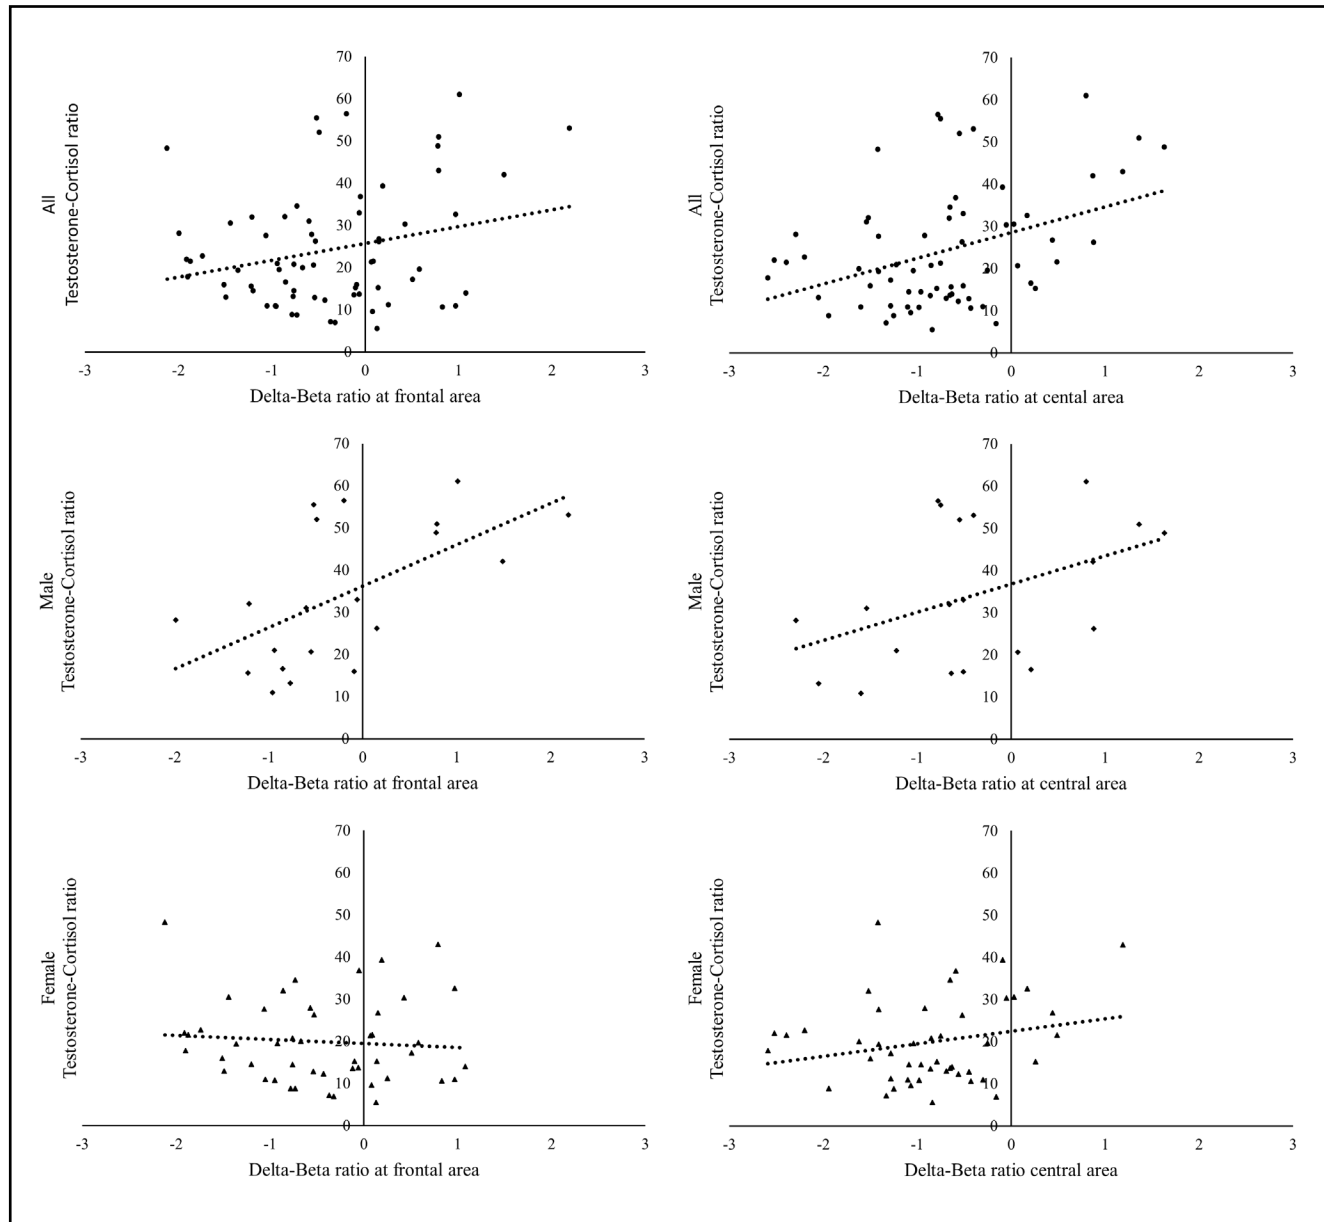 All
Testosterone-Cortisol ratio
70
60
50
40
30
20
10
0
-3 -2 -1 0 1 2 3
Delta-Beta ratio at frontal area
All
Testosterone-Cortisol ratio
70
60
50
40
30
20
10
0
-3 -2 -1 0 1 2 3
Delta-Beta ratio at cental area
Male
Testosterone-Cortisol ratio
70
60
50
40
30
20
10
0
-3 -2 -1 0 1 2 3
Delta-Beta ratio at frontal area
Male
Testosterone-Cortisol ratio
70
60
50
40
30
20
10
0
-3 -2 -1 0 1 2 3
Delta-Beta ratio at central area
Female
Testosterone-Cortisol ratio
70
60
50
40
30
20
10
0
-3 -2 -1 0 1 2 3
Delta-Beta ratio at frontal area
Female
Testosterone-Cortisol ratio
70
60
50
40
30
20
10
0
-3 -2 -1 0 1 2 3
Delta-Beta ratio central area